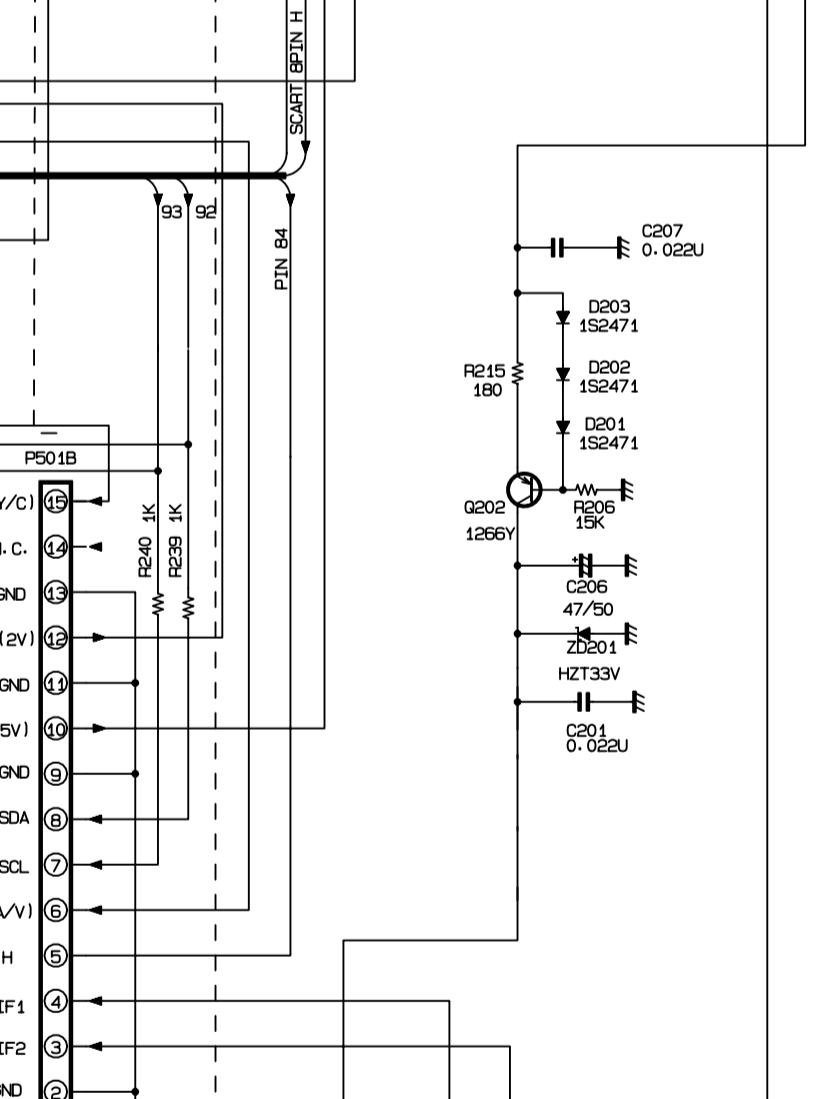 SCART 8PIN H
93
92
PIN 84
C207
0.022U
D203
1S2471
R215
180
D202
1S2471
D201
1S2471
Q202
1266Y
R206
15K
C206
47/50
ZD201
HZT33V
C201
0.022U
P501B
R240 1K
R239 1K
Y/C) 15
.C. 14
GND 13
(2V) 12
GND 11
5V) 10
GND 9
SDA 8
SCL 7
A/V) 6
H 5
IF1 4
IF2 3
ND 2